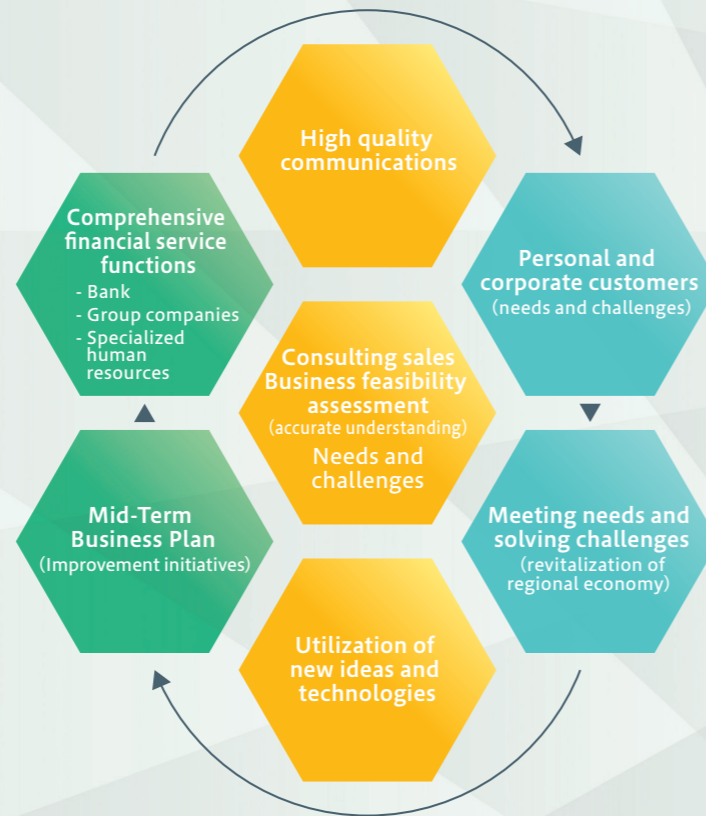 High quality
communications
Comprehensive
financial service
functions
- Bank
- Group companies
- Specialized
human
resources
Personal and
corporate customers
(needs and challenges)
Consulting sales
Business feasibility
assessment
(accurate understanding)
Needs and
challenges
Mid-Term
Business Plan
(Improvement initiatives)
Meeting needs and
solving challenges
(revitalization of
regional economy)
Utilization of
new ideas and
technologies